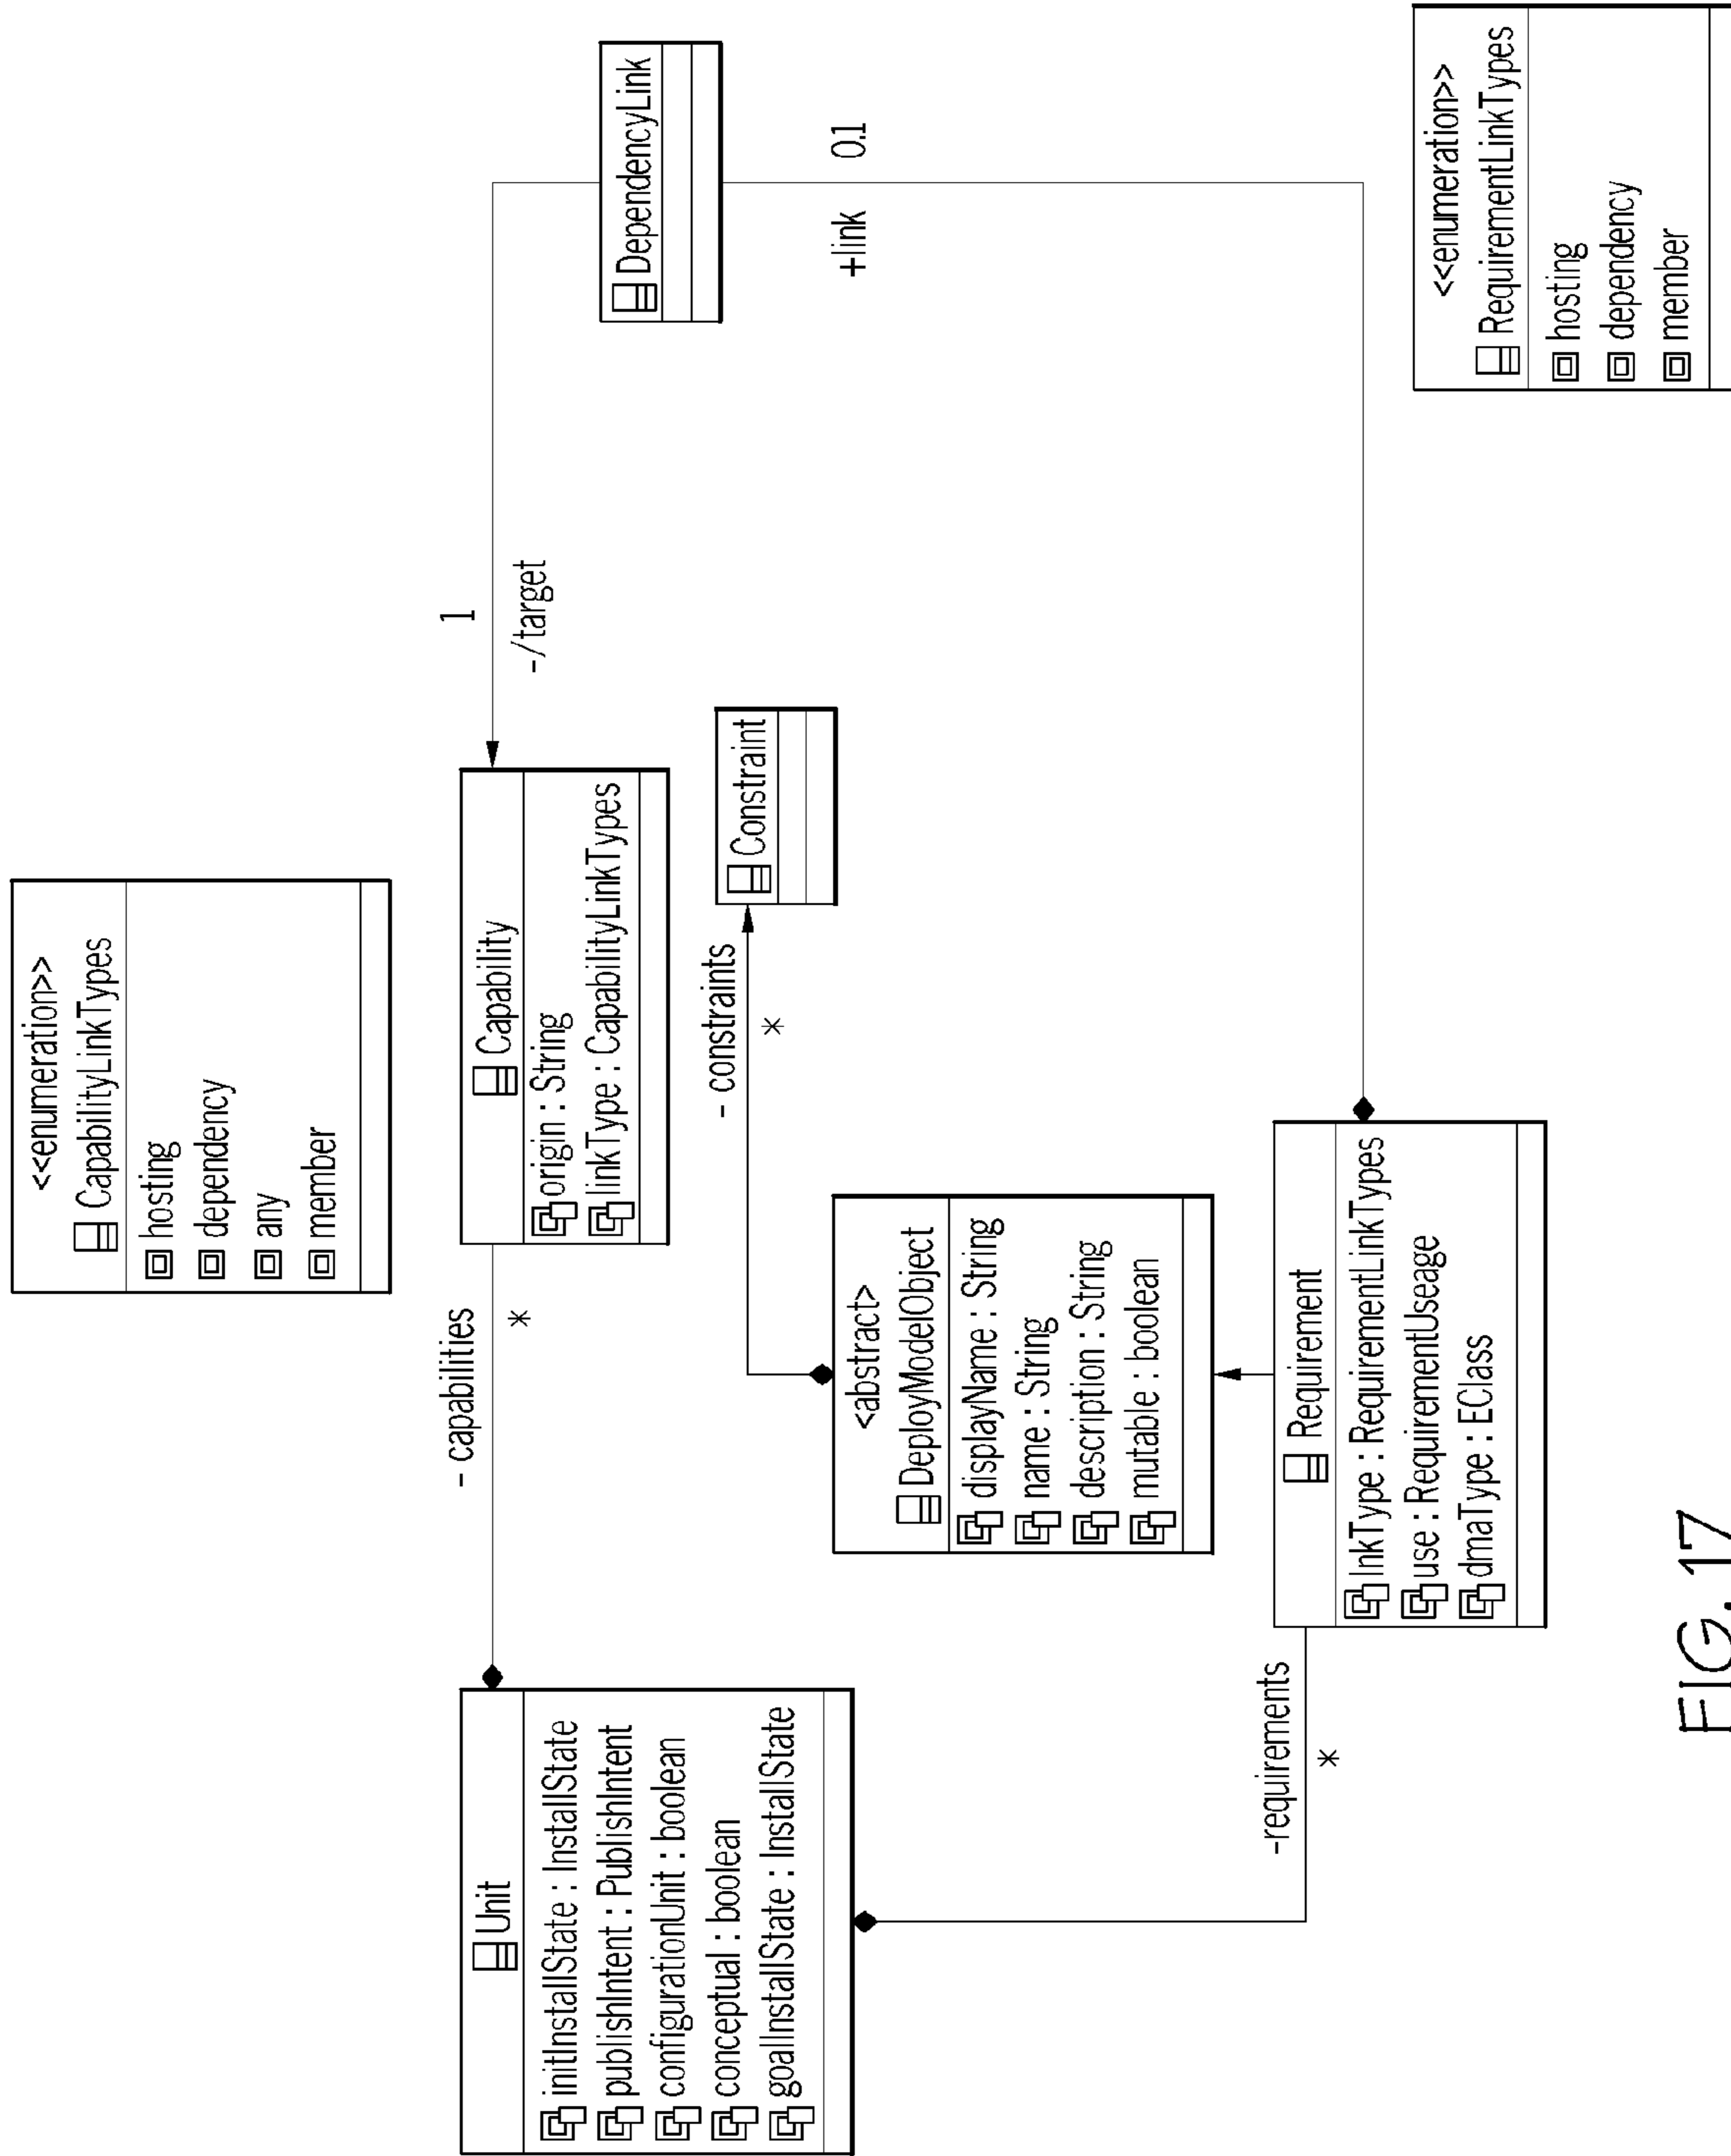 <<enumeration>>
CapabilityLinkTypes
hosting
dependency
any
member
- capabilities
*
1
-/target
Unit
initInstallState : InstallState
publishIntent : PublishIntent
configurationUnit : boolean
conceptual : boolean
goalInstallState : InstallState
Capability
origin : String
linkType : CapabilityLinkTypes
DependencyLink
- constraints
*
Constraint
+link 0.1
<abstract>
DeployModelObject
displayName : String
name : String
description : String
mutable : boolean
-requirements
*
Requirement
lnkType : RequirementLinkTypes
use : RequirementUseage
dmaType : EClass
<<enumeration>>
RequirementLinkTypes
hosting
dependency
member
FIG. 17